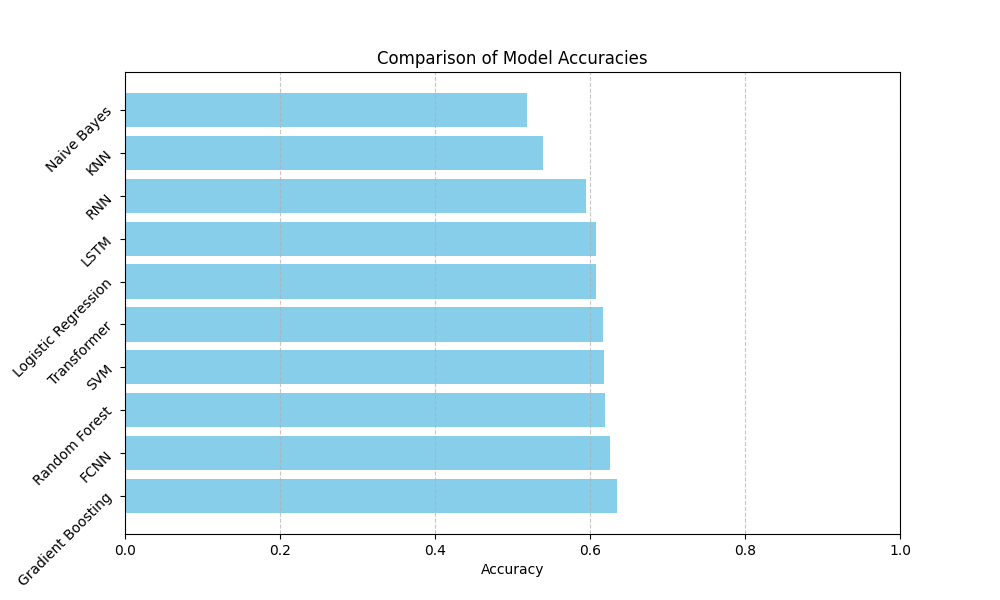 Comparison of Model Accuracies
Naive Bayes
KNN
RNN
LSTM
Logistic Regression
Transformer
SVM
Random Forest
FCNN
Gradient Boosting
0.0 0.2 0.4 0.6 0.8 1.0
Accuracy